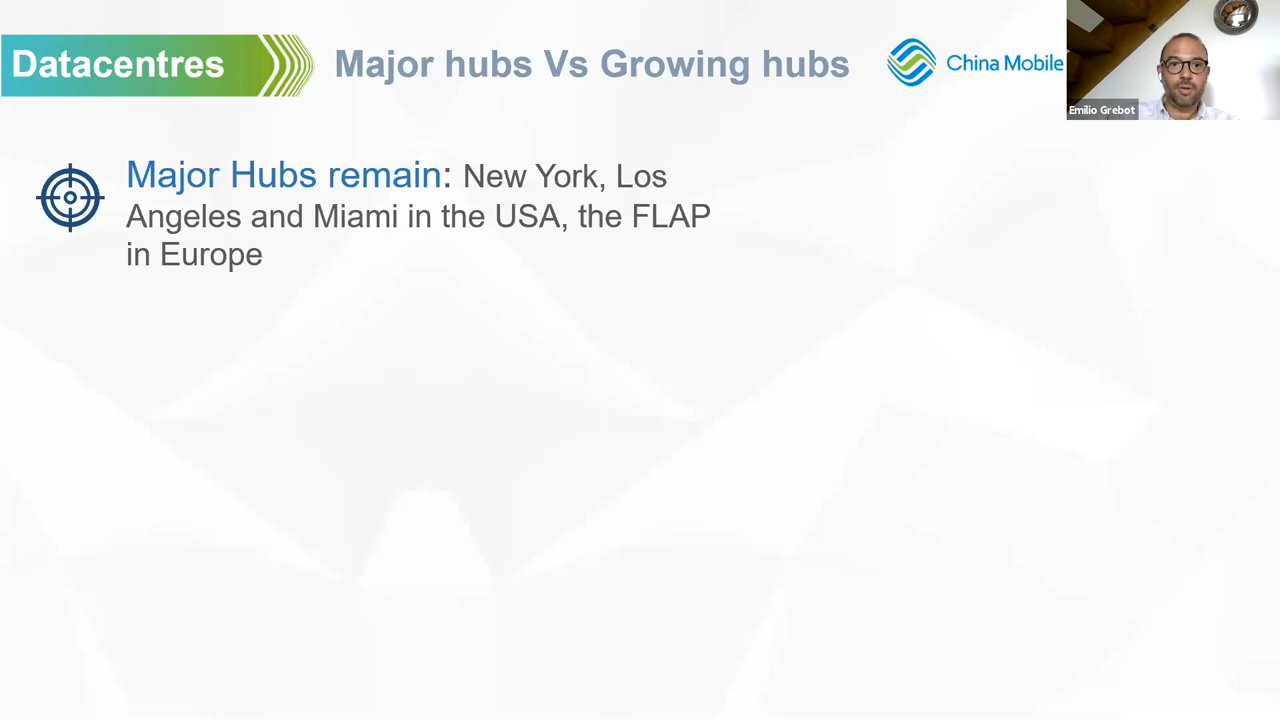 Datacentres
Major hubs Vs Growing hubs
China Mobile
Emilio Grebot
Major Hubs remain: New York, Los
Angeles and Miami in the USA, the FLAP
in Europe